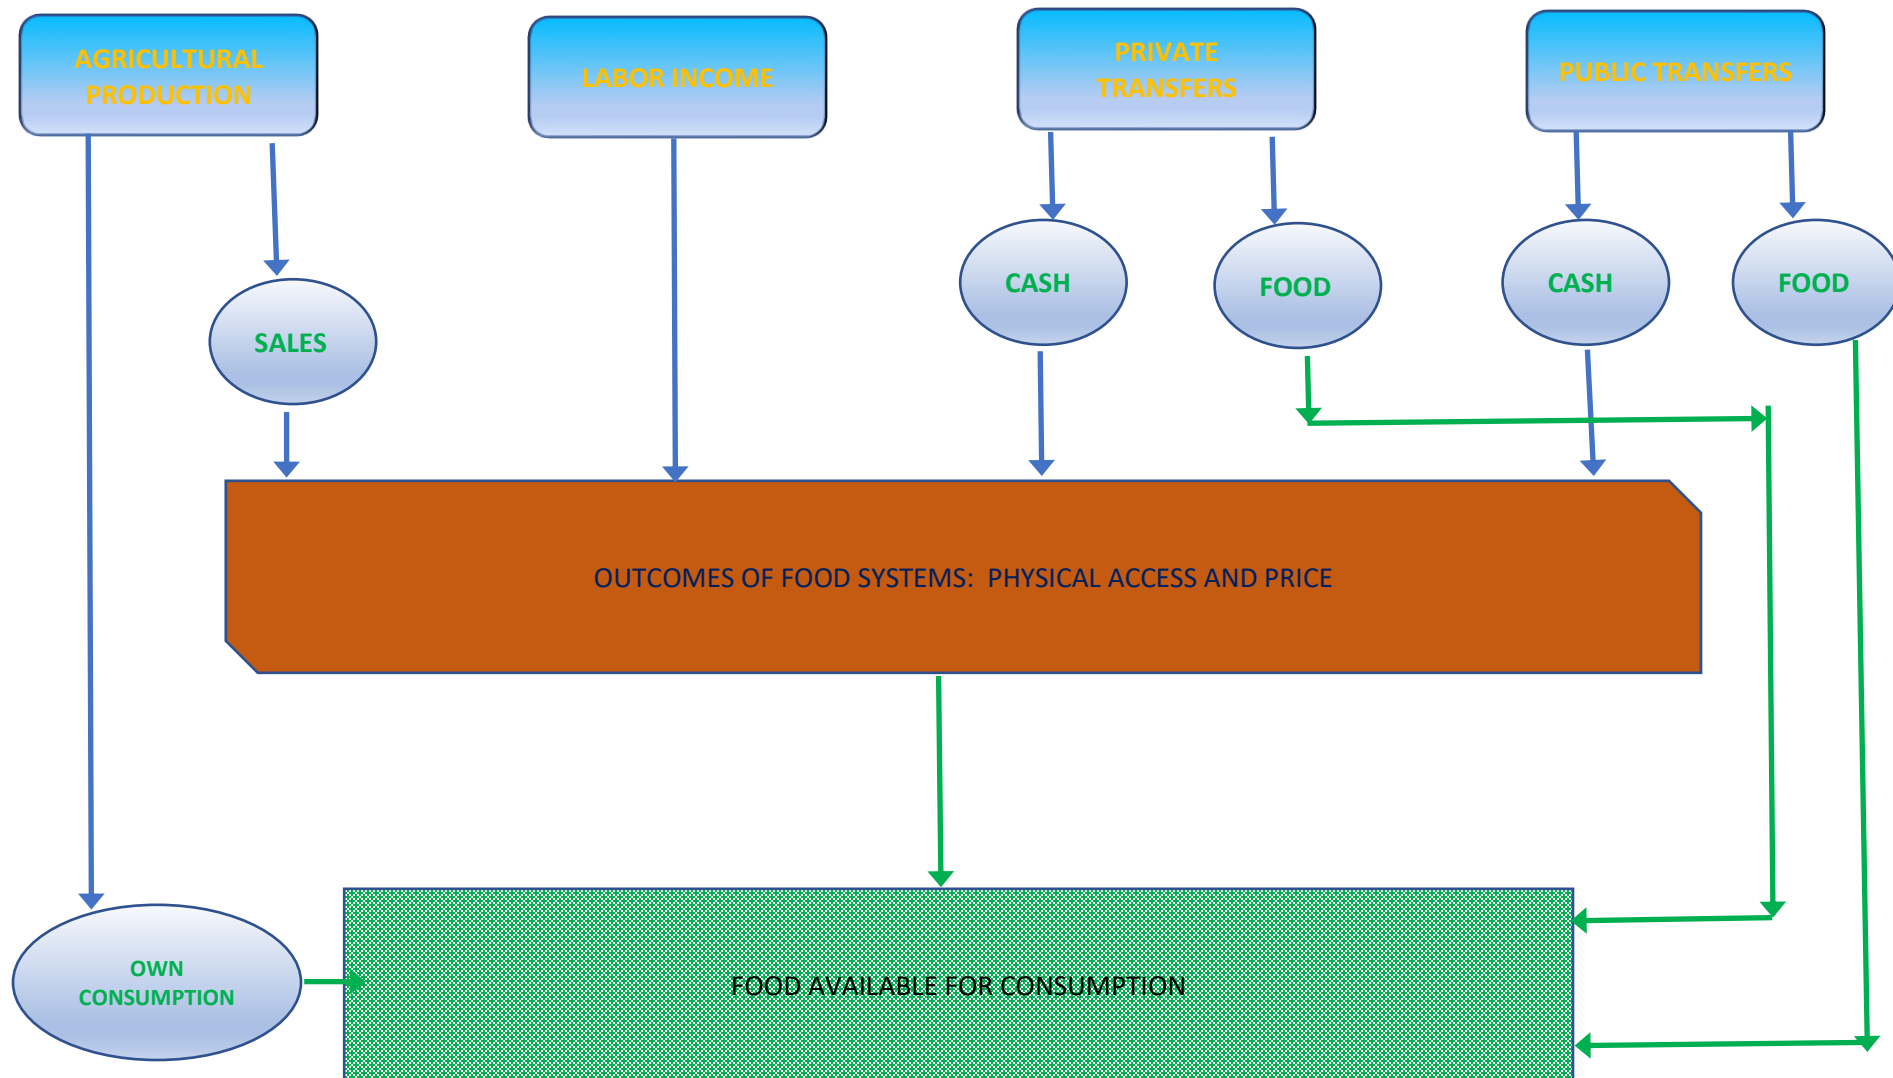 AGRICULTURAL
PRODUCTION
LABOR INCOME
PRIVATE
TRANSFERS
PUBLIC TRANSFERS
CASH
FOOD
CASH
FOOD
SALES
OUTCOMES OF FOOD SYSTEMS:  PHYSICAL ACCESS AND PRICE
OWN
CONSUMPTION
FOOD AVAILABLE FOR CONSUMPTION